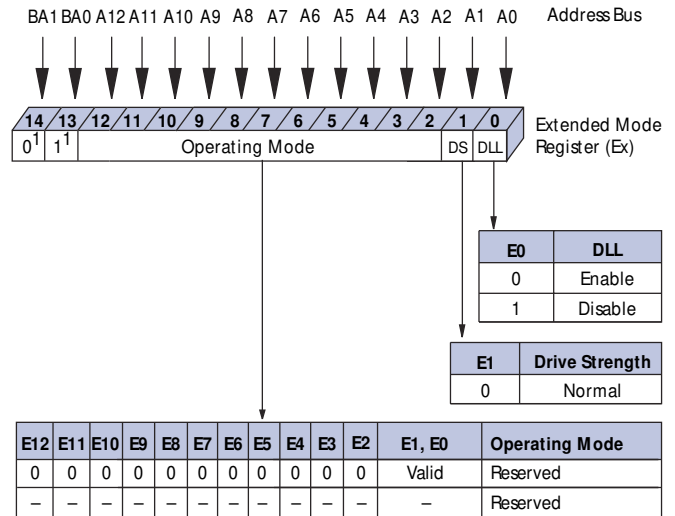 BA1 BA0 A12 A11 A10 A9 A8 A7 A6 A5 A4 A3 A2 A1 A0 Address Bus
14 13 12 11 10 9 8 7 6 5 4 3 2 1 0
Extended Mode
Register (Ex)
0¹ 1¹ Operating Mode DS DLL
E0 DLL
0 Enable
1 Disable
E1 Drive Strength
0 Normal
E12 E11 E10 E9 E8 E7 E6 E5 E4 E3 E2 E1, E0 Operating Mode
0 0 0 0 0 0 0 0 0 0 0 Valid Reserved
– – – – – – – – – – – – Reserved